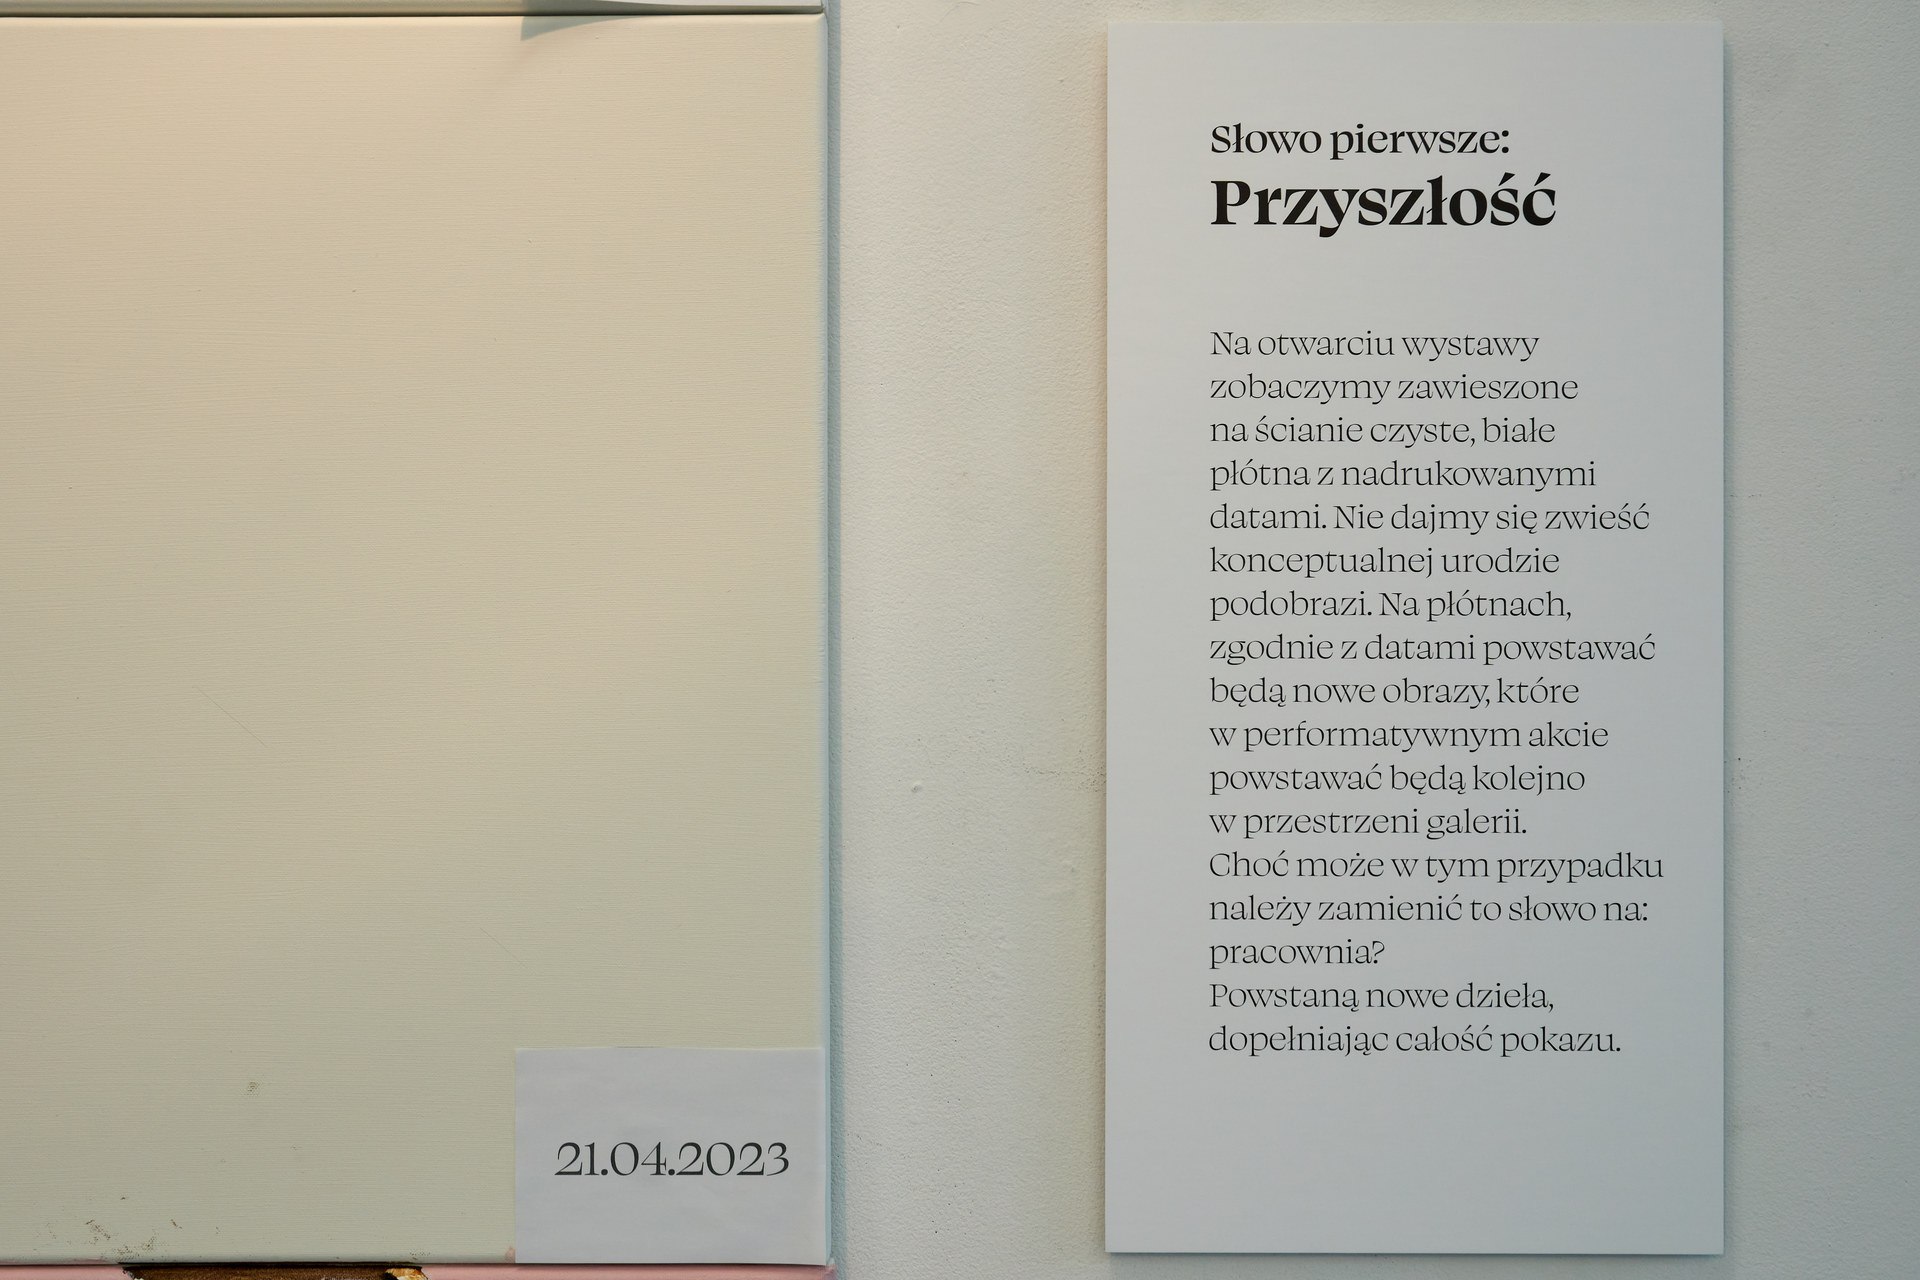 Słowo pierwsze:
Przyszłość
Na otwarciu wystawy
zobaczymy zawieszone
na ścianie czyste, białe
płótna z nadrukowanymi
datami. Nie dajmy się zwieść
konceptualnej urodzie
podobrazi. Na płótnach,
zgodnie z datami powstawać
będą nowe obrazy, które
w performatywnym akcie
powstawać będą kolejno
w przestrzeni galerii.
Choć może w tym przypadku
należy zamienić to słowo na:
pracownia?
Powstaną nowe dzieła,
dopełniając całość pokazu.
21.04.2023